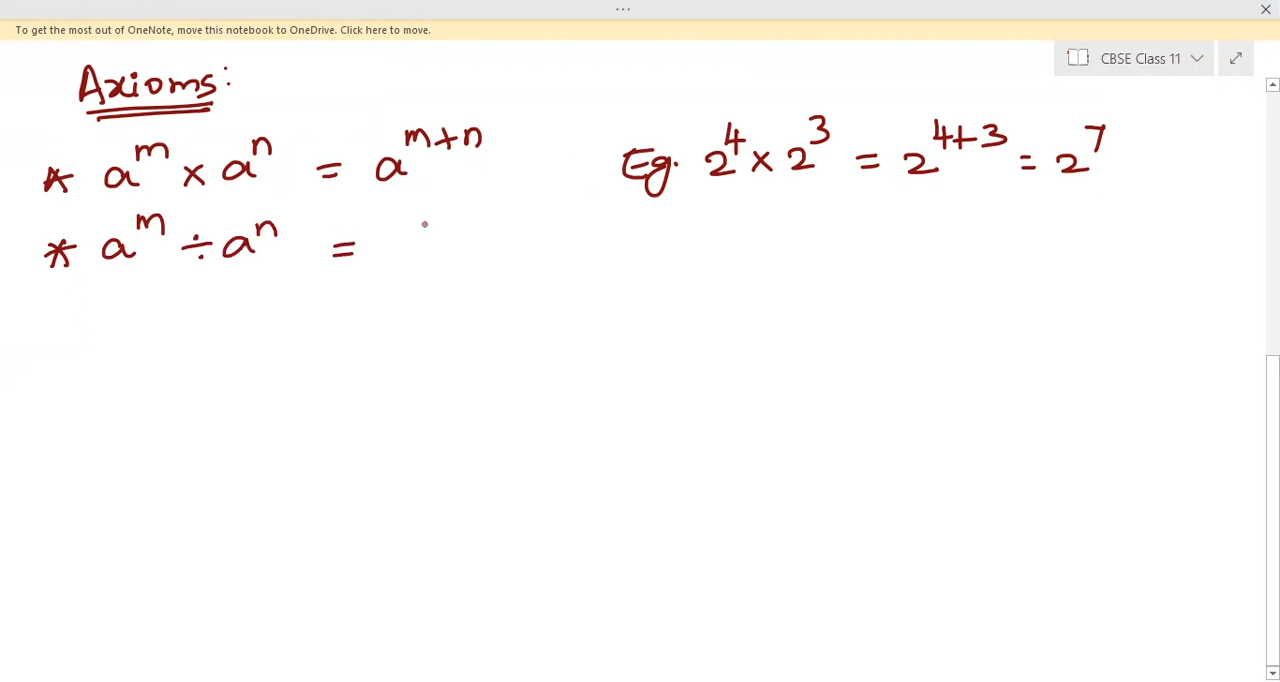 ...
To get the most out of OneNote, move this notebook to OneDrive. Click here to move.
CBSE Class 11
Axioms:
* a^m × a^n = a^{m+n} Eg. 2^4 × 2^3 = 2^{4+3} = 2^7
* a^m ÷ a^n =